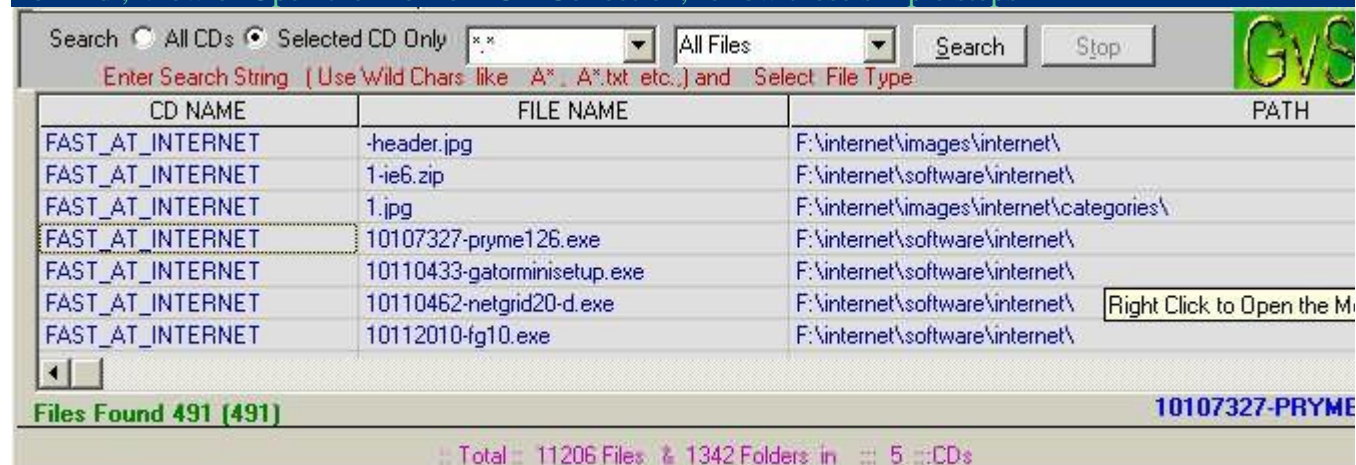 Search All CDs Selected CD Only *.* All Files Search Stop GvS
Enter Search String ( Use Wild Chars like A* , A*.txt etc.,) and Select File Type
CD NAME FILE NAME PATH
FAST_AT_INTERNET -header.jpg F:\internet\images\internet\
FAST_AT_INTERNET 1-ie6.zip F:\internet\software\internet\
FAST_AT_INTERNET 1.jpg F:\internet\images\internet\categories\
FAST_AT_INTERNET 10107327-pryme126.exe F:\internet\software\internet\
FAST_AT_INTERNET 10110433-gatorminisetup.exe F:\internet\software\internet\
FAST_AT_INTERNET 10110462-netgrid20-d.exe F:\internet\software\internet\ Right Click to Open the M
FAST_AT_INTERNET 10112010-fg10.exe F:\internet\software\internet\
Files Found 491 (491) 10107327-PRYME
:: Total :: 11206 Files & 1342 Folders in ::: 5 :::CDs